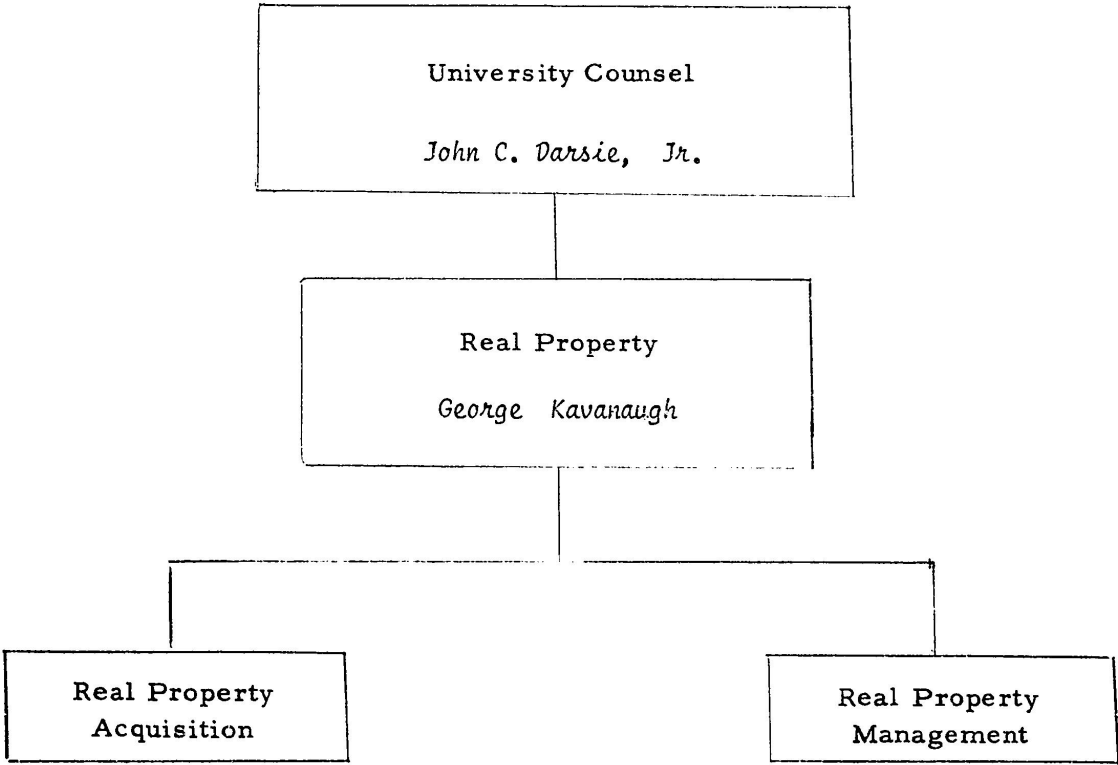 University Counsel
John C. Darsie, Jr.
Real Property
George Kavanaugh
Real Property
Acquisition
Real Property
Management